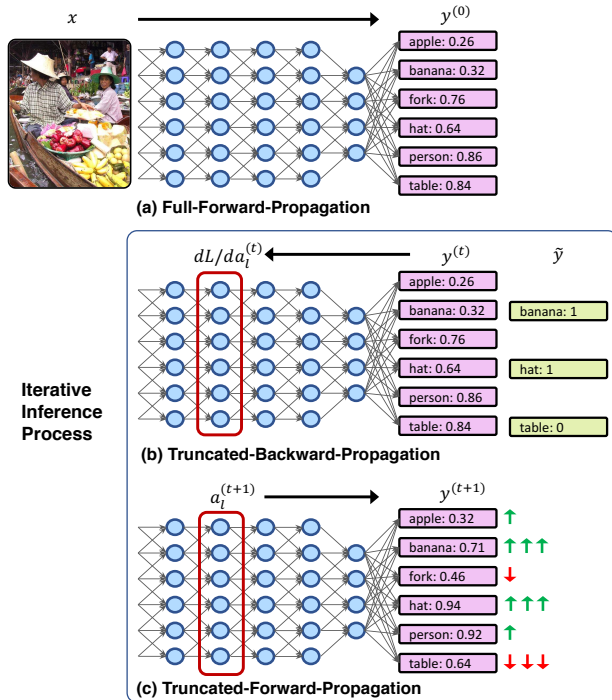 x
y^(0)
apple: 0.26
banana: 0.32
fork: 0.76
hat: 0.64
person: 0.86
table: 0.84
(a) Full-Forward-Propagation
dL/da_l^(t)
y^(t)
ỹ
apple: 0.26
banana: 0.32
banana: 1
fork: 0.76
hat: 0.64
hat: 1
person: 0.86
table: 0.84
table: 0
(b) Truncated-Backward-Propagation
Iterative
Inference
Process
a_l^(t+1)
y^(t+1)
apple: 0.32 ↑
banana: 0.71 ↑↑↑
fork: 0.46 ↓
hat: 0.94 ↑↑↑
person: 0.92 ↑
table: 0.64 ↓↓↓
(c) Truncated-Forward-Propagation